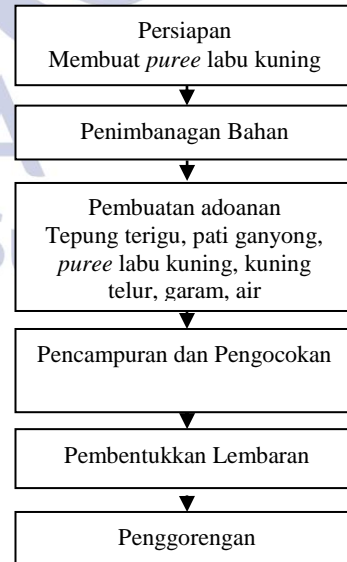 Persiapan
Membuat puree labu kuning
Penimbanagan Bahan
Pembuatan adoanan
Tepung terigu, pati ganyong,
puree labu kuning, kuning
telur, garam, air
Pencampuran dan Pengocokan
Pembentukkan Lembaran
Penggorengan